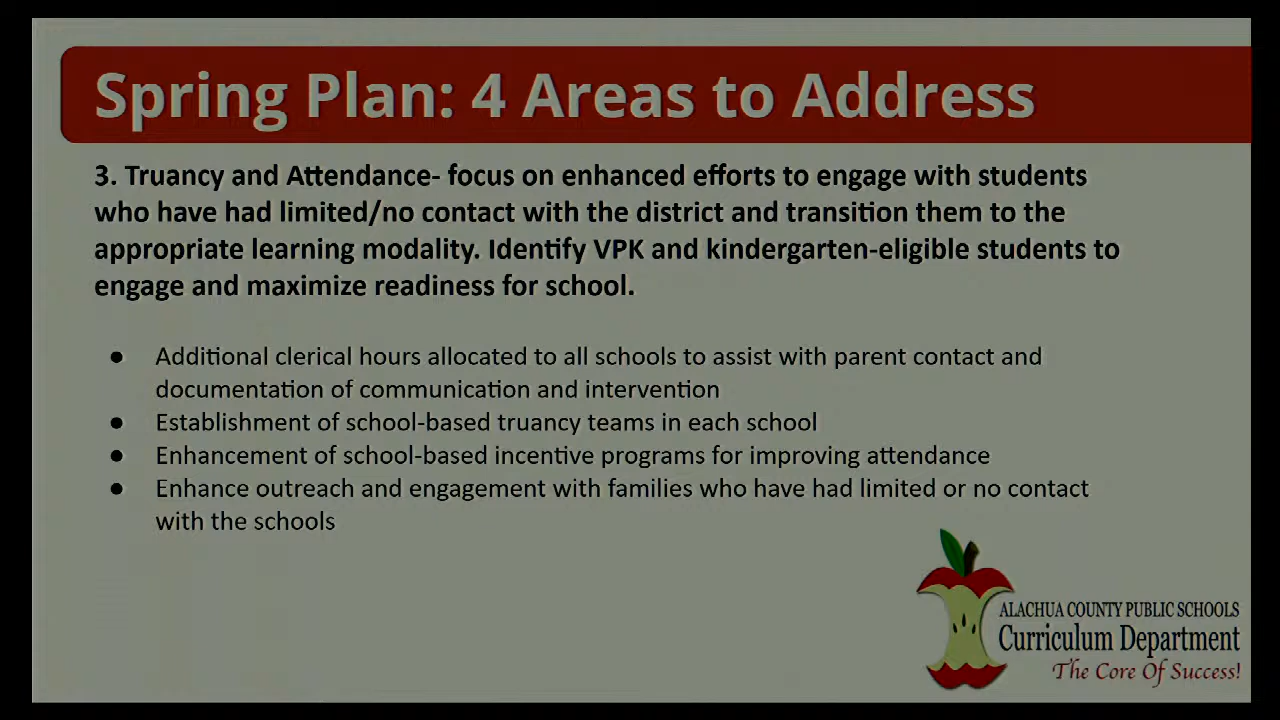 Spring Plan: 4 Areas to Address
3. Truancy and Attendance- focus on enhanced efforts to engage with students
who have had limited/no contact with the district and transition them to the
appropriate learning modality. Identify VPK and kindergarten-eligible students to
engage and maximize readiness for school.
● Additional clerical hours allocated to all schools to assist with parent contact and
documentation of communication and intervention
● Establishment of school-based truancy teams in each school
● Enhancement of school-based incentive programs for improving attendance
● Enhance outreach and engagement with families who have had limited or no contact
with the schools
ALACHUA COUNTY PUBLIC SCHOOLS
Curriculum Department
The Core Of Success!